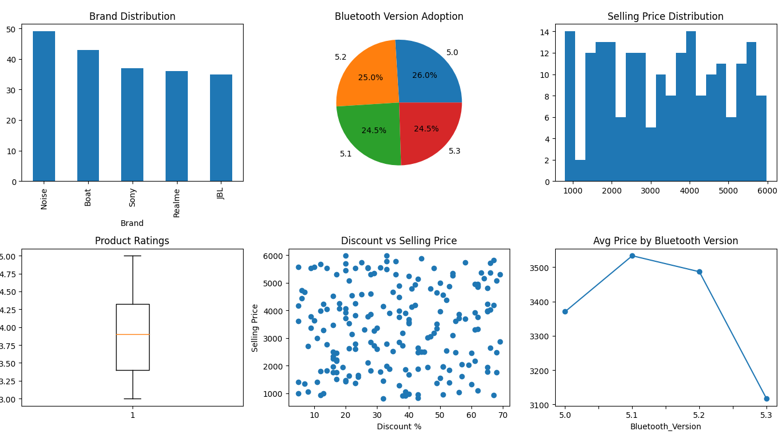 Brand Distribution
50
40
30
20
10
0
Noise
Boat
Sony
Realme
JBL
Brand
Bluetooth Version Adoption
5.0
5.2
26.0%
25.0%
24.5%
24.5%
5.1
5.3
Selling Price Distribution
14
12
10
8
6
4
2
0
1000 2000 3000 4000 5000 6000
Product Ratings
5.00
4.75
4.50
4.25
4.00
3.75
3.50
3.25
3.00
1
Discount vs Selling Price
Selling Price
6000
5000
4000
3000
2000
1000
10 20 30 40 50 60 70
Discount %
Avg Price by Bluetooth Version
3500
3400
3300
3200
3100
5.0 5.1 5.2 5.3
Bluetooth_Version